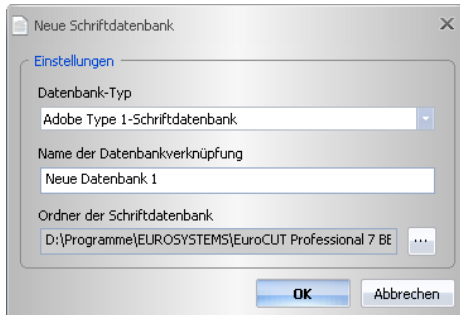 Neue Schriftdatenbank
Einstellungen
Datenbank-Typ
Adobe Type 1-Schriftdatenbank
Name der Datenbankverknüpfung
Neue Datenbank 1
Ordner der Schriftdatenbank
D:\Programme\EUROSYSTEMS\EuroCUT Professional 7 BE ...
OK Abbrechen